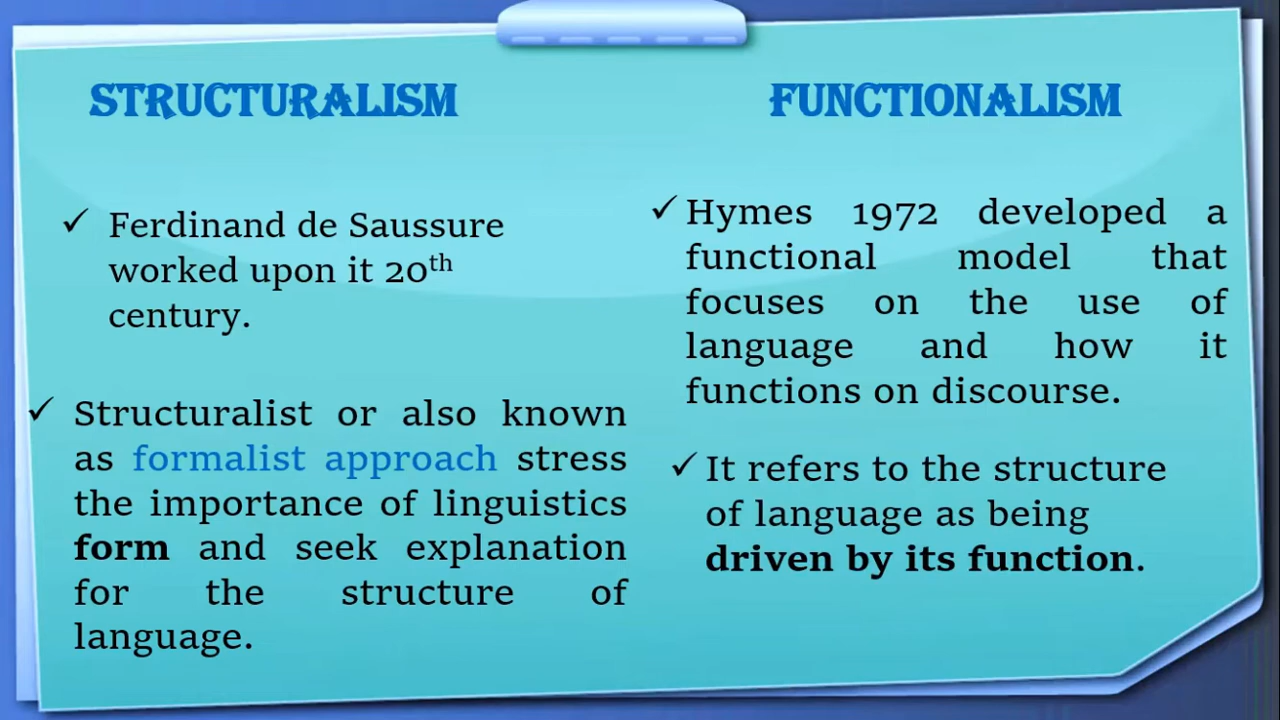 STRUCTURALISM
✓ Ferdinand de Saussure
worked upon it 20th
century.
✓ Structuralist or also known
as formalist approach stress
the importance of linguistics
form and seek explanation
for the structure of
language.
FUNCTIONALISM
✓ Hymes 1972 developed a
functional model that
focuses on the use of
language and how it
functions on discourse.
✓ It refers to the structure
of language as being
driven by its function.